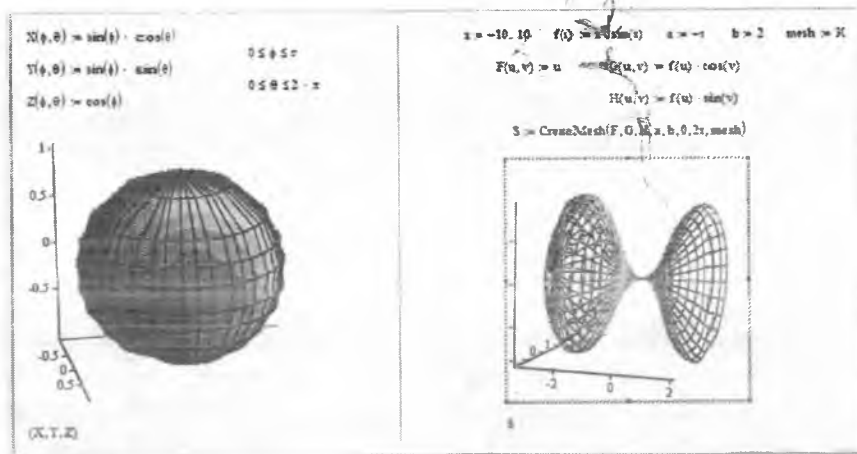 X(ϕ,θ) := sin(ϕ) · cos(θ)
0 ≤ ϕ ≤ π
Y(ϕ,θ) := sin(ϕ) · sin(θ)
0 ≤ θ ≤ 2 · π
Z(ϕ,θ) := cos(ϕ)
1
0.5
0
-0.5
-0.5
0
0.5
(X,Y,Z)
b := 2 mesh :=
F(u,v) := u G(u,v) := f(u) · cos(v)
H(u,v) := f(u) · sin(v)
S := CreateMesh(F,G, a,b,0,2π,mesh)
-2
0
2
S